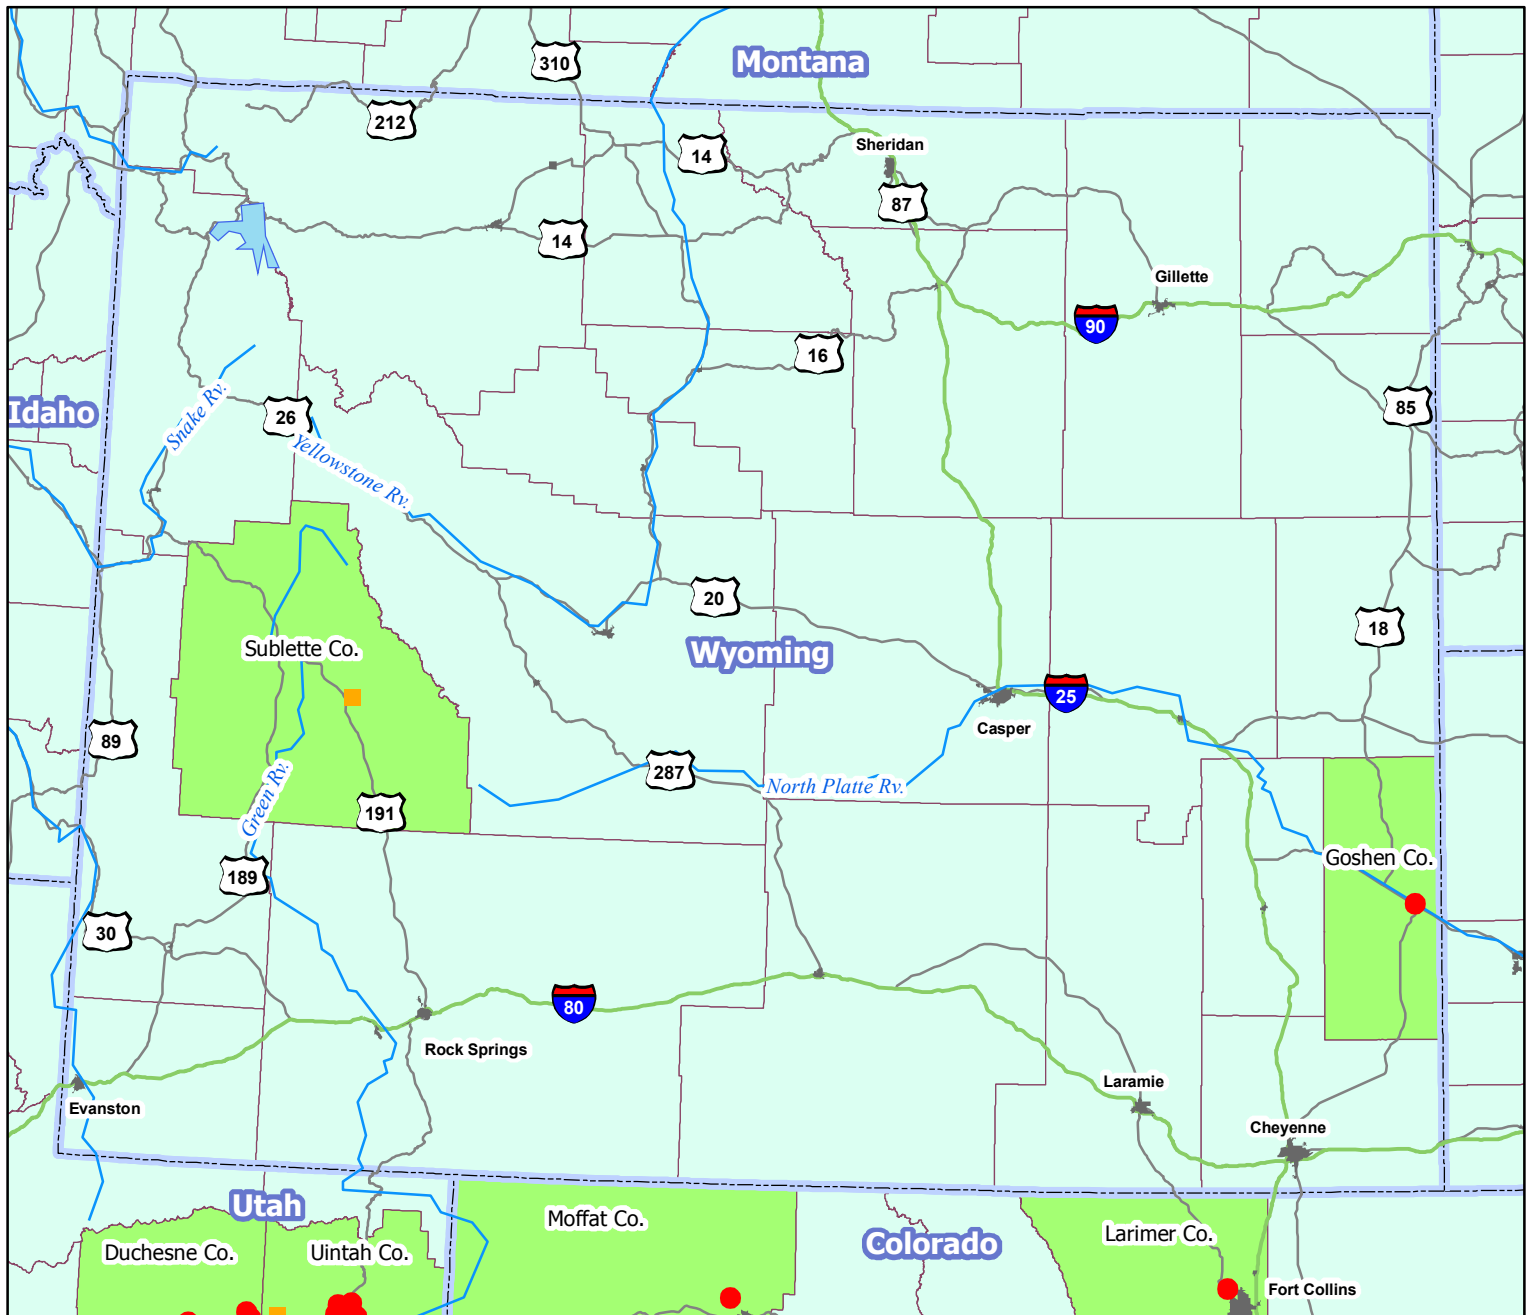 310
Montana
212
14
Sheridan
87
14
Gillette
90
16
Snake Rv.
Idaho
26
85
Yellowstone Rv.
20
18
Sublette Co.
Wyoming
25
Casper
89
287
North Platte Rv.
Green Rv.
191
Goshen Co.
189
30
80
Rock Springs
Laramie
Evanston
Cheyenne
Utah
Moffat Co.
Larimer Co.
Colorado
Duchesne Co.
Uintah Co.
Fort Collins